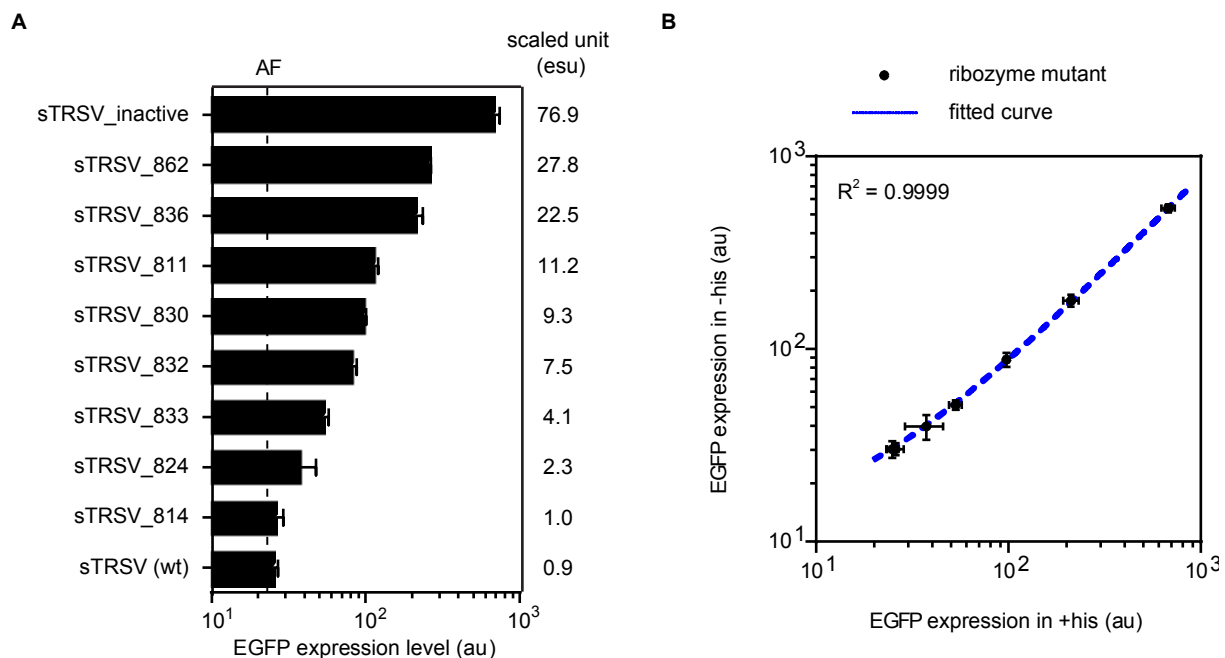 A
scaled unit
(esu)
AF
sTRSV_inactive 76.9
sTRSV_862 27.8
sTRSV_836 22.5
sTRSV_811 11.2
sTRSV_830 9.3
sTRSV_832 7.5
sTRSV_833 4.1
sTRSV_824 2.3
sTRSV_814 1.0
sTRSV (wt) 0.9
10¹ 10² 10³
EGFP expression level (au)
B
ribozyme mutant
fitted curve
R² = 0.9999
EGFP expression in -his (au)
10³
10²
10¹
10¹ 10² 10³
EGFP expression in +his (au)